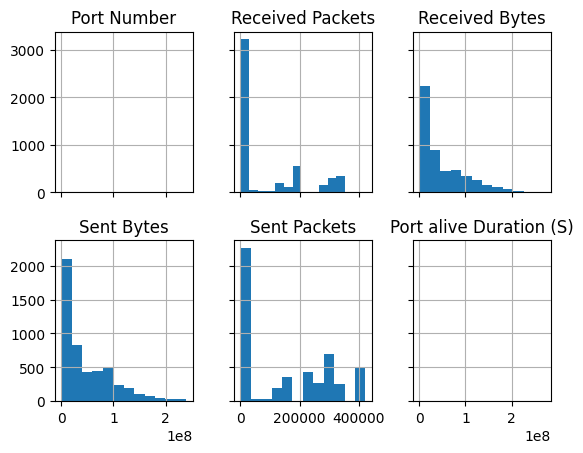 Port Number
Received Packets
Received Bytes
3000
2000
1000
0
Sent Bytes
Sent Packets
Port alive Duration (S)
2000
1500
1000
500
0
0 1 2
1e8
0 200000 400000
0 1 2
1e8